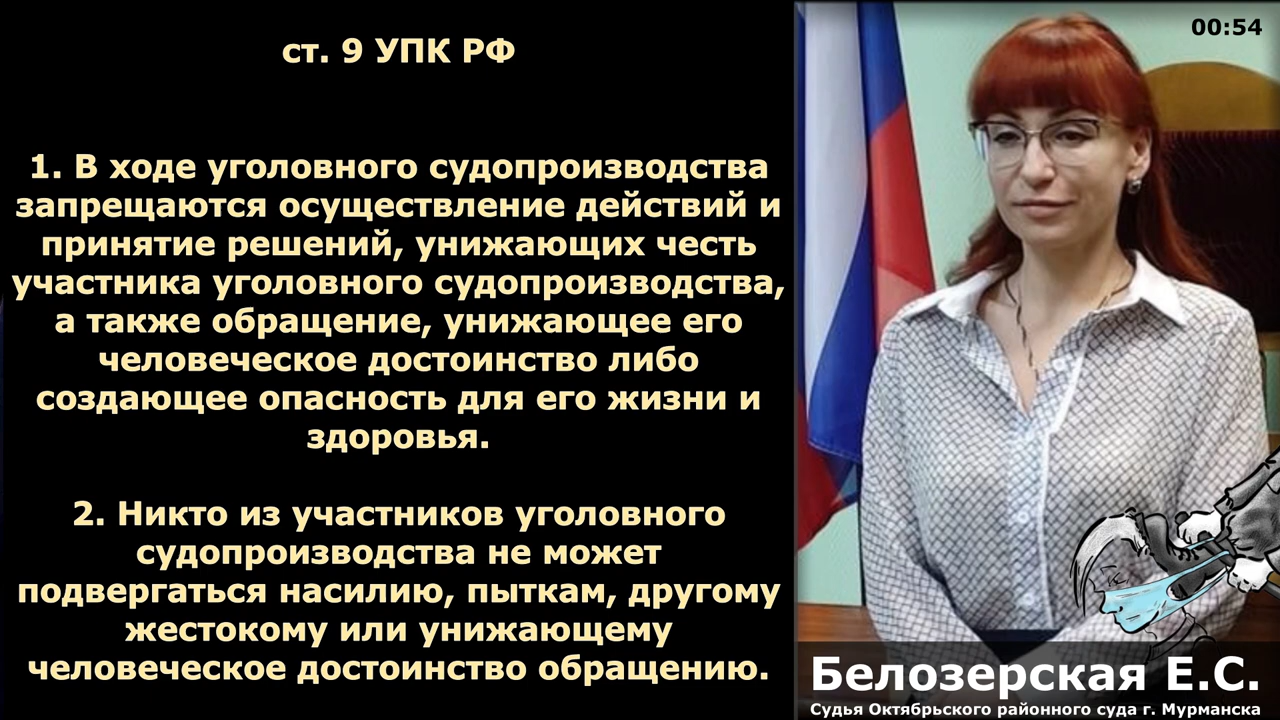 ст. 9 УПК РФ
1. В ходе уголовного судопроизводства
запрещаются осуществление действий и
принятие решений, унижающих честь
участника уголовного судопроизводства,
а также обращение, унижающее его
человеческое достоинство либо
создающее опасность для его жизни и
здоровья.
2. Никто из участников уголовного
судопроизводства не может
подвергаться насилию, пыткам, другому
жестокому или унижающему
человеческое достоинство обращению.
00:54
Белозерская Е.С.
Судья Октябрьского районного суда г. Мурманска